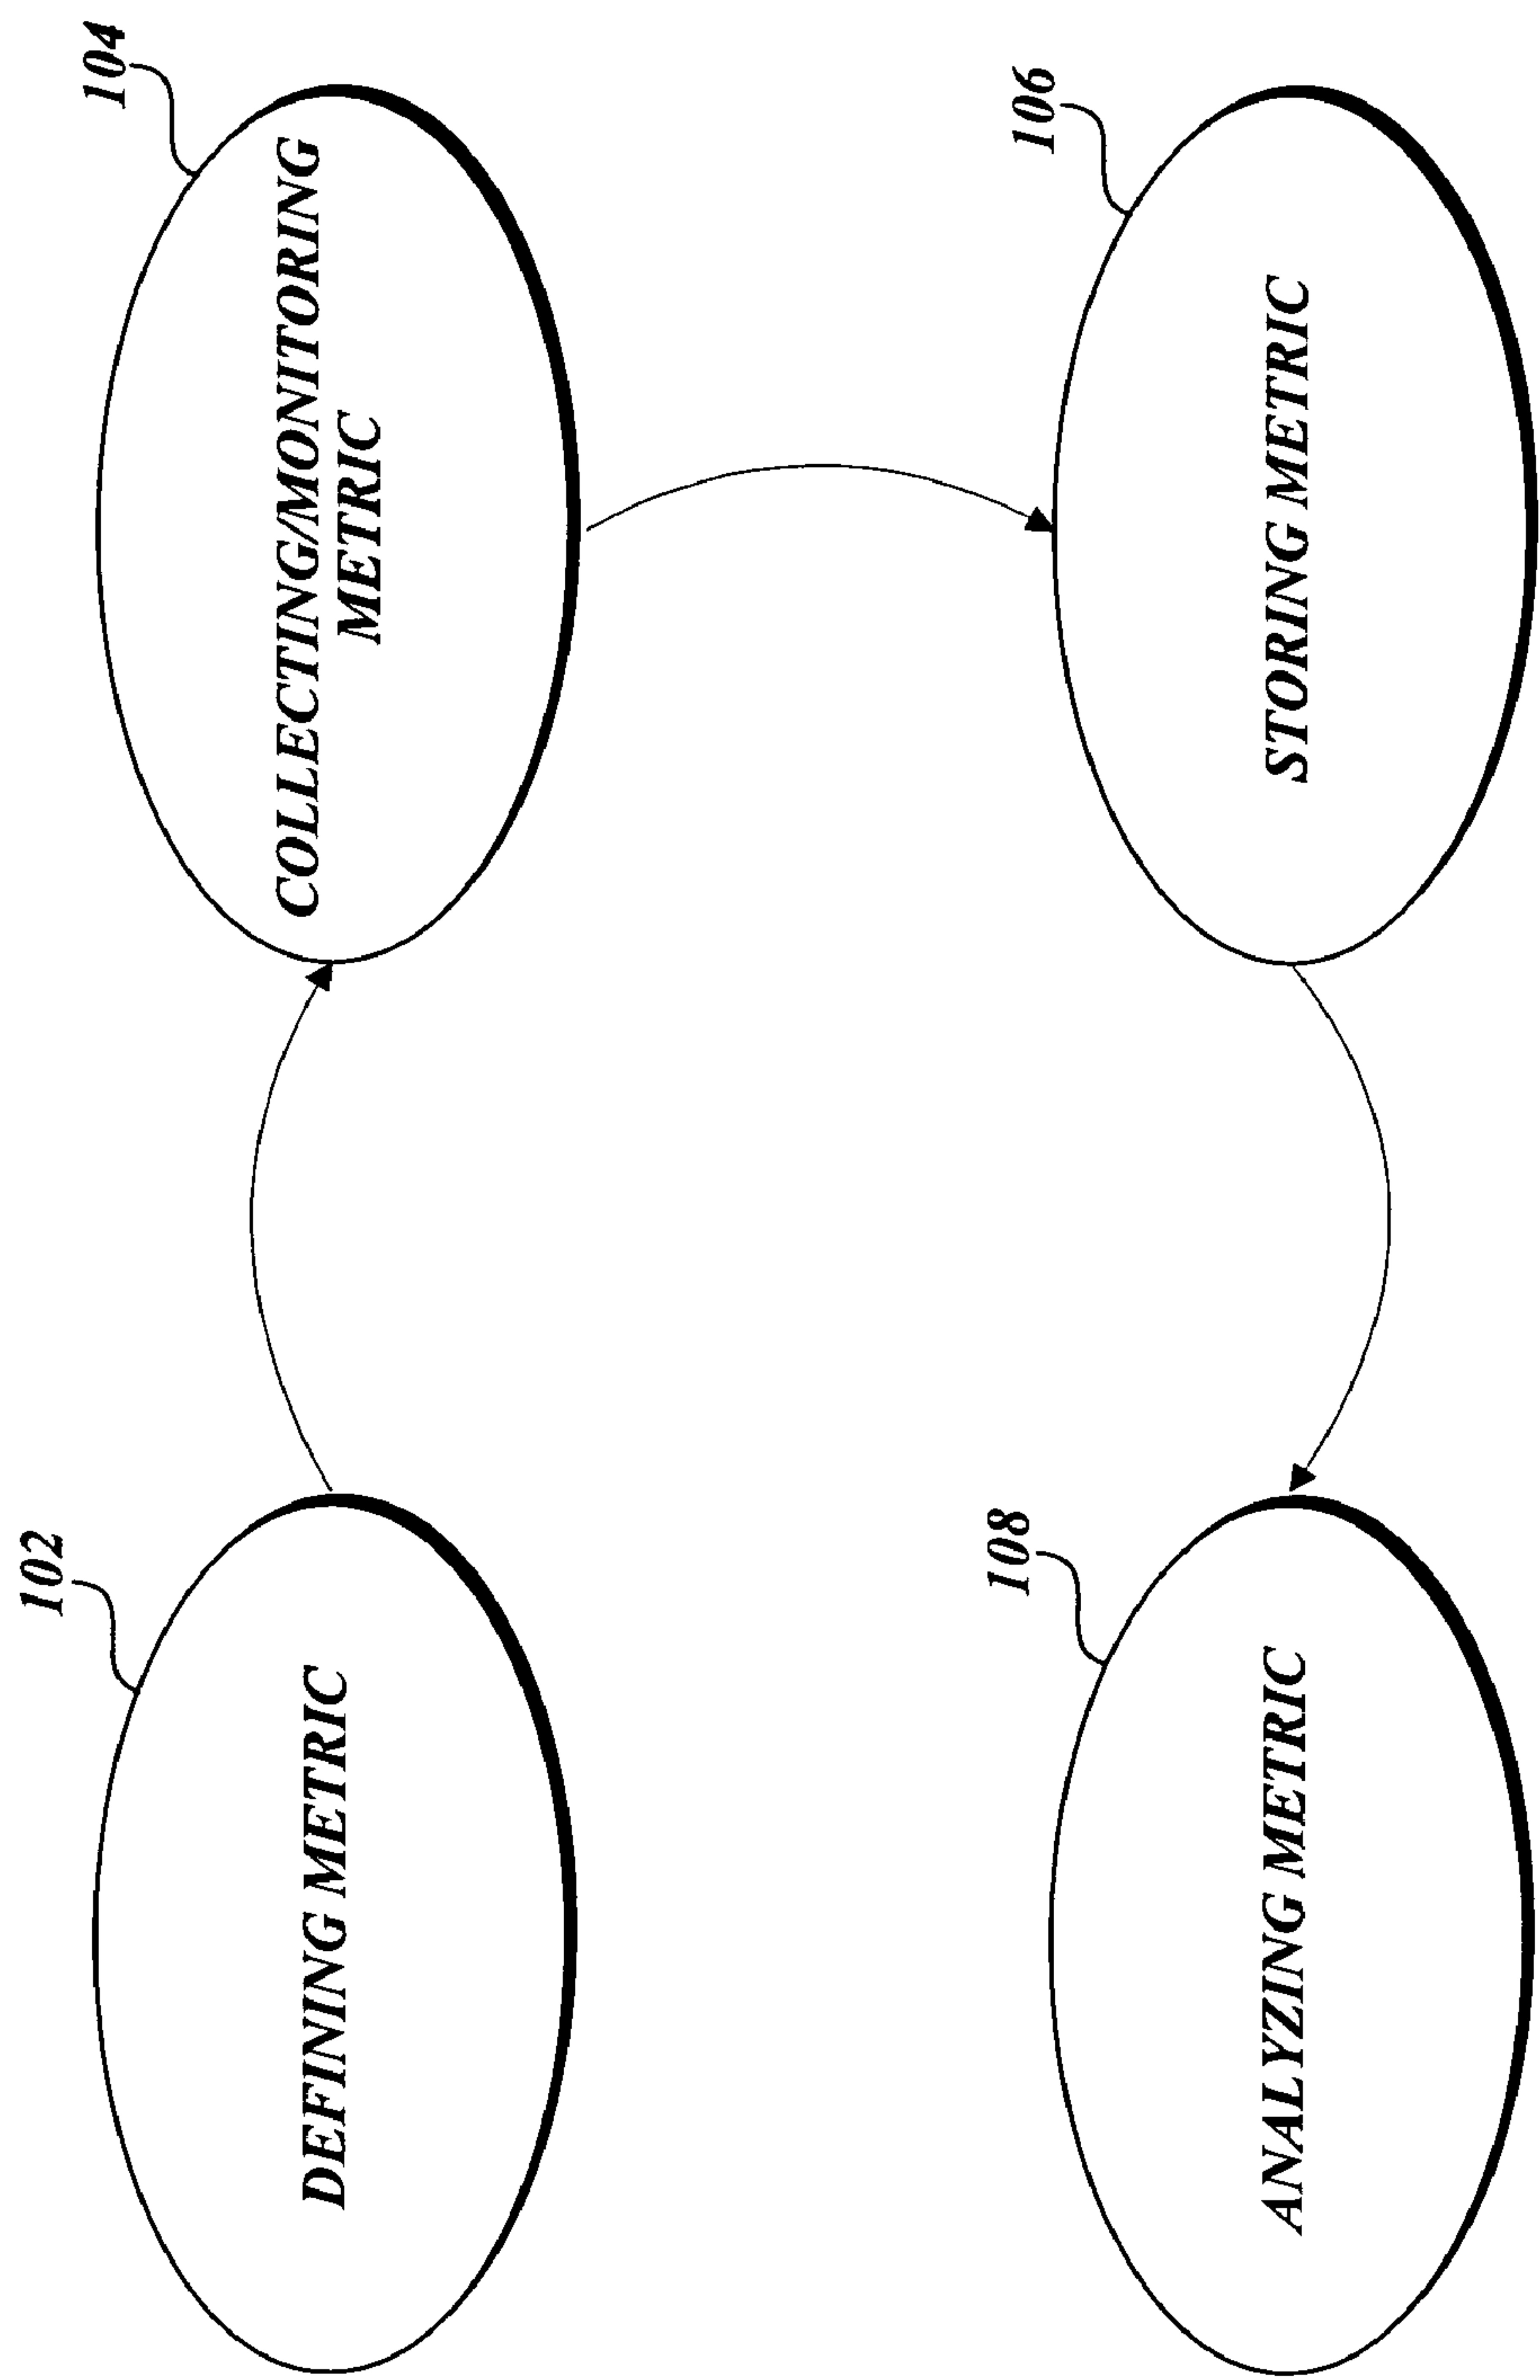 102
DEFINING METRIC
104
COLLECTING/MONITORING
METRIC
108
ANALYZING METRIC
106
STORING METRIC